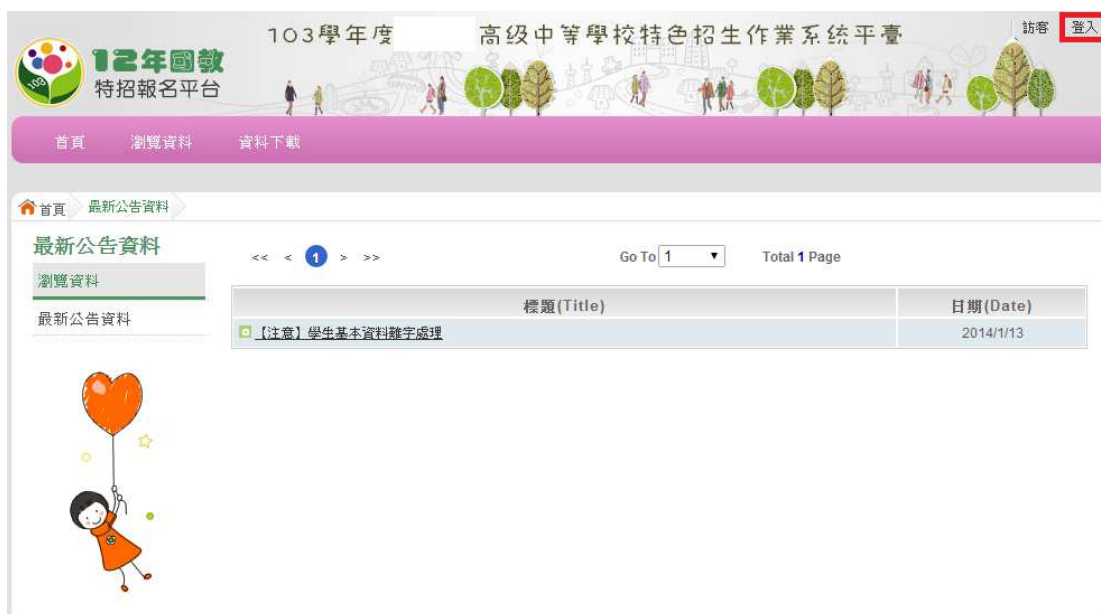 103學年度 高級中等學校特色招生作業系統平臺
訪客 登入
12年國教
103 特招報名平台
首頁 瀏覽資料 資料下載
首頁 最新公告資料
最新公告資料
瀏覽資料
最新公告資料
<< < 1 > >> Go To 1 Total 1 Page
標題(Title) 日期(Date)
【注意】學生基本資料難字處理 2014/1/13